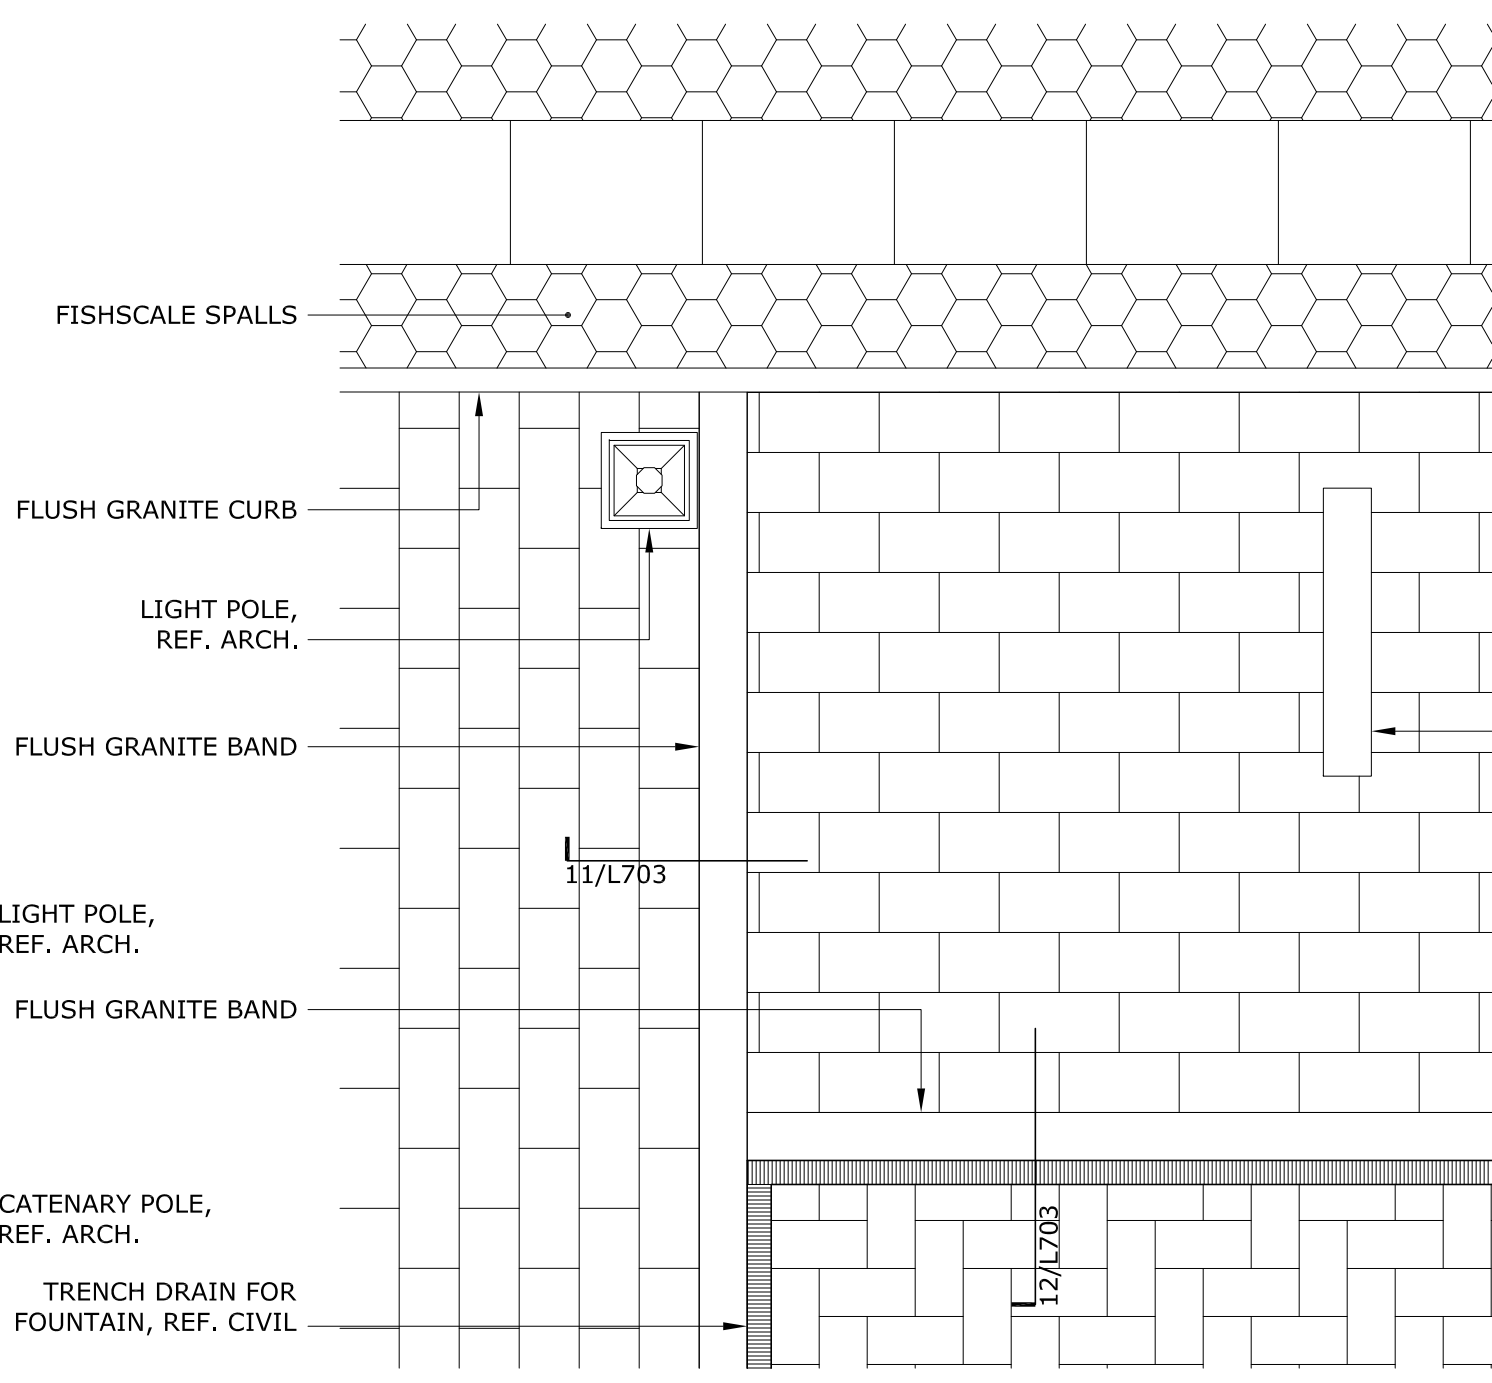 FISHSCALE SPALLS
FLUSH GRANITE CURB
LIGHT POLE,
REF. ARCH.
FLUSH GRANITE BAND
11/L703
LIGHT POLE,
REF. ARCH.
FLUSH GRANITE BAND
CATENARY POLE,
REF. ARCH.
12/L703
TRENCH DRAIN FOR
FOUNTAIN, REF. CIVIL